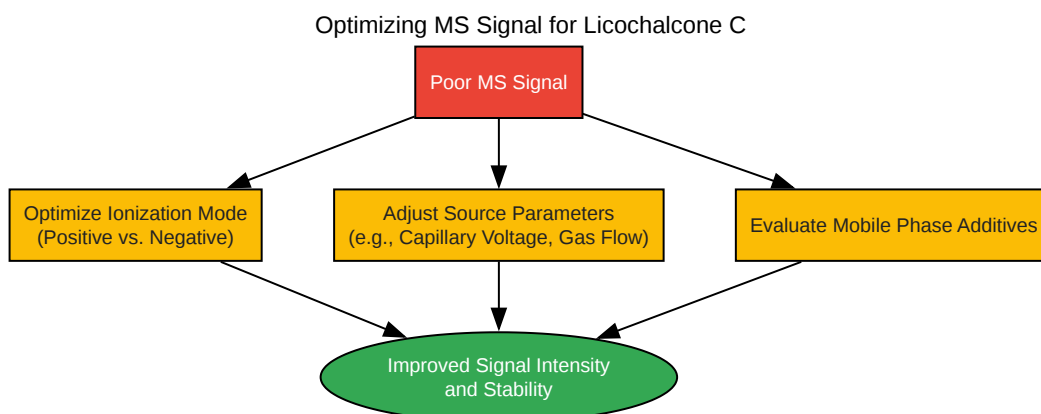 Optimizing MS Signal for Licochalcone C
Poor MS Signal
Optimize Ionization Mode
(Positive vs. Negative)
Adjust Source Parameters
(e.g., Capillary Voltage, Gas Flow)
Evaluate Mobile Phase Additives
Improved Signal Intensity
and Stability